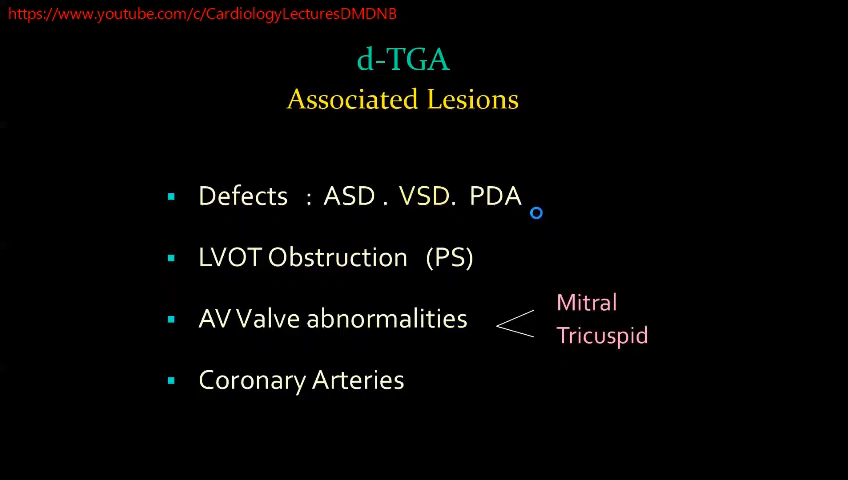 https://www.youtube.com/c/CardiologyLecturesDMDNB
d-TGA
Associated Lesions
▪ Defects : ASD . VSD. PDA
▪ LVOT Obstruction (PS)
▪ AV Valve abnormalities
Mitral
Tricuspid
▪ Coronary Arteries